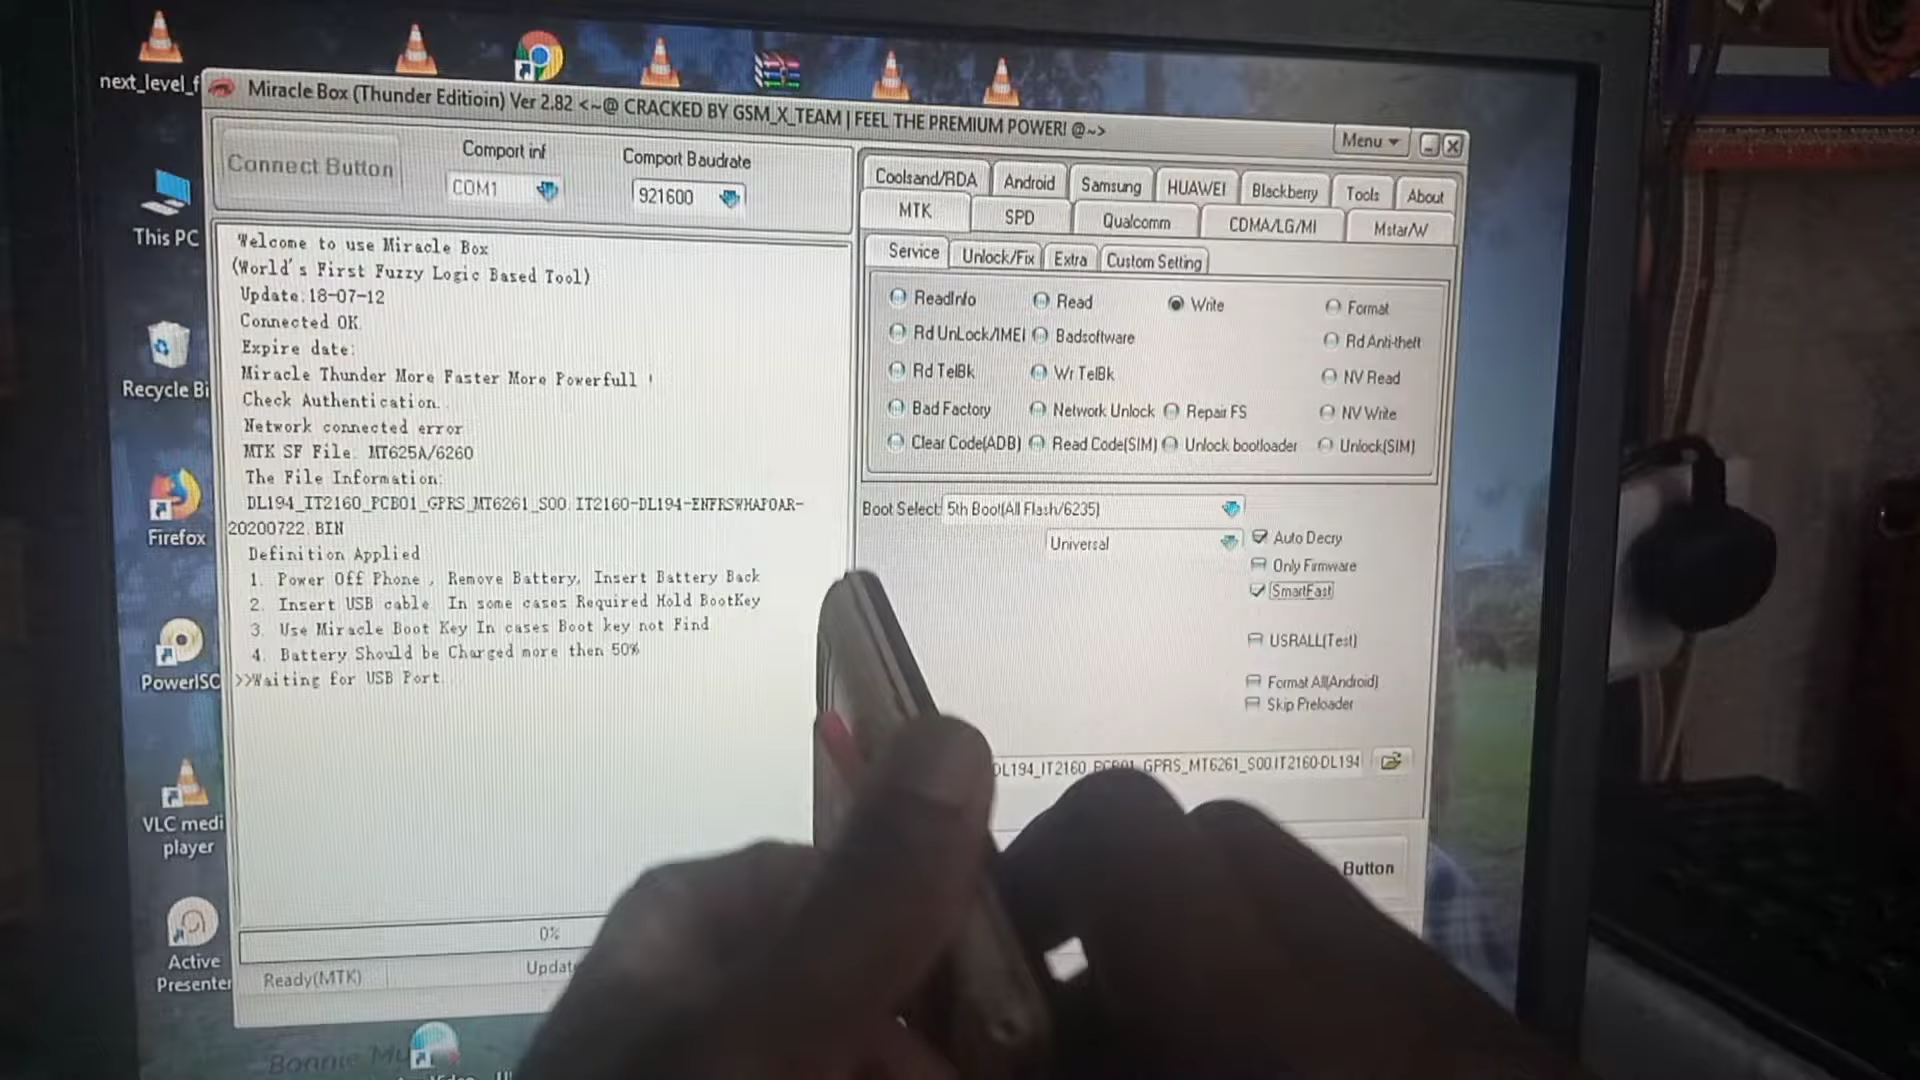 next_level_f
Miracle Box (Thunder Editioin) Ver 2.82 <~@ CRACKED BY GSM_X_TEAM | FEEL THE PREMIUM POWER! @~>
Menu
Connect Button
Comport inf
Comport Baudrate
COM1
921600
Coolsand/RDA
Android
Samsung
HUAWEI
Blackberry
Tools
About
MTK
SPD
Qualcomm
CDMA/LG/MI
Mstar/W
Service
Unlock/Fix
Extra
Custom Setting
ReadInfo
Read
Write
Format
Rd UnLock/IMEI
Badsoftware
Rd Anti-theft
Rd TelBk
Wr TelBk
NV Read
Bad Factory
Network Unlock
Repair FS
NV Write
Clear Code(ADB)
Read Code(SIM)
Unlock bootloader
Unlock(SIM)
Boot Select:
5th Boot(All Flash/6235)
Universal
Auto Decry
Only Firmware
SmartFast
USRALL(Test)
Format All(Android)
Skip Preloader
DL194_IT2160_PCB01_GPRS_MT6261_S00.IT2160-DL194
Button
Welcome to use Miracle Box
(World's First Fuzzy Logic Based Tool)
Update:18-07-12
Connected OK.
Expire date:
Miracle Thunder More Faster More Powerfull !
Check Authentication..
Network connected error
MTK SF File: MT625A/6260
The File Information:
DL194_IT2160_PCB01_GPRS_MT6261_S00.IT2160-DL194-ENFRSWHAPOAR-
20200722.BIN
Definition Applied
1. Power Off Phone , Remove Battery, Insert Battery Back
2. Insert USB cable. In some cases Required Hold BootKey
3. Use Miracle Boot Key In cases Boot key not Find
4. Battery Should be Charged more then 50%
>>Waiting for USB Port.
0%
Ready(MTK)
Updat
This PC
Recycle Bi
Firefox
PowerISO
VLC medi
player
Active
Presenter
Bonnie